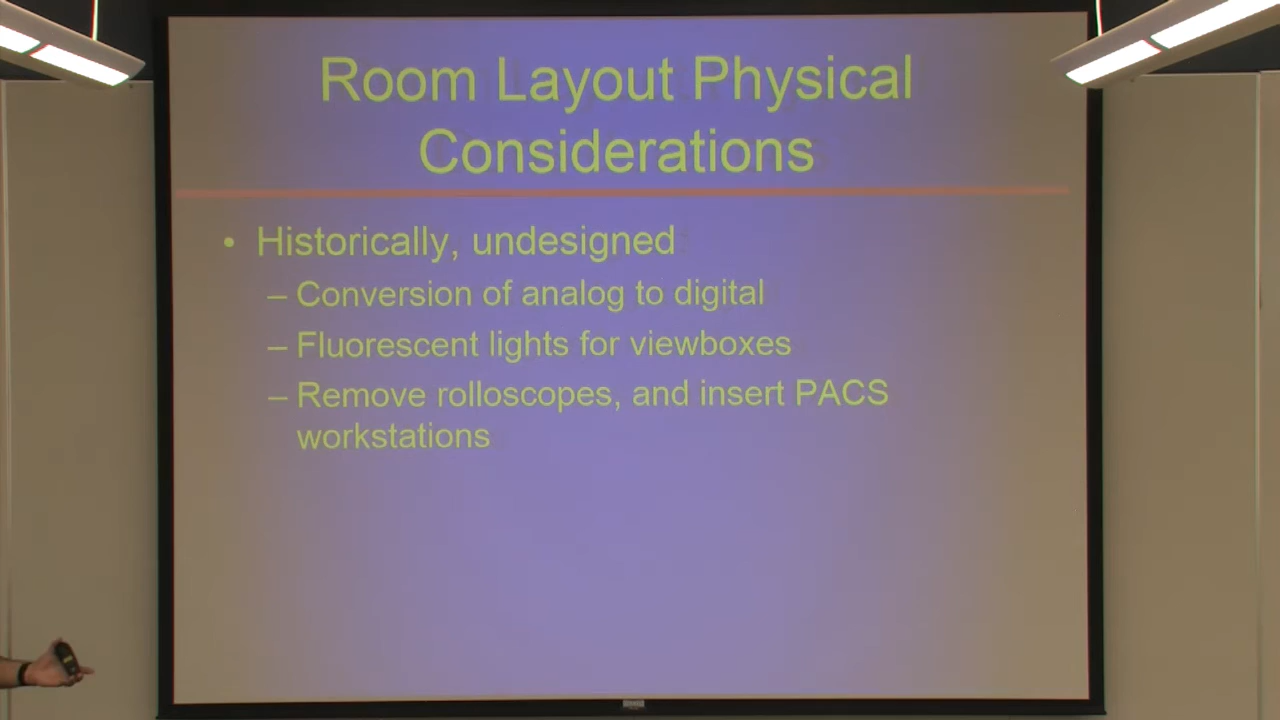 Room Layout Physical
Considerations
• Historically, undesigned
– Conversion of analog to digital
– Fluorescent lights for viewboxes
– Remove rolloscopes, and insert PACS
workstations